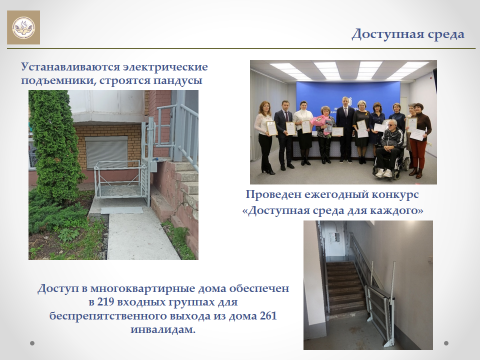 Доступная среда
Устанавливаются электрические
подъемники, строятся пандусы
Проведен ежегодный конкурс
«Доступная среда для каждого»
Доступ в многоквартирные дома обеспечен
в 219 входных группах для
беспрепятственного выхода из дома 261
инвалидам.